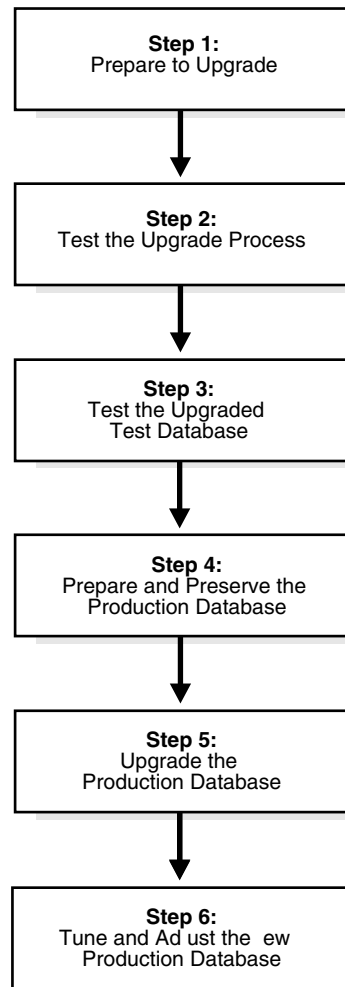 Step 1:
Prepare to Upgrade
Step 2:
Test the Upgrade Process
Step 3:
Test the Upgraded
Test Database
Step 4:
Prepare and Preserve the
Production Database
Step 5:
Upgrade the
Production Database
Step 6:
Tune and Ad ust the ew
Production Database